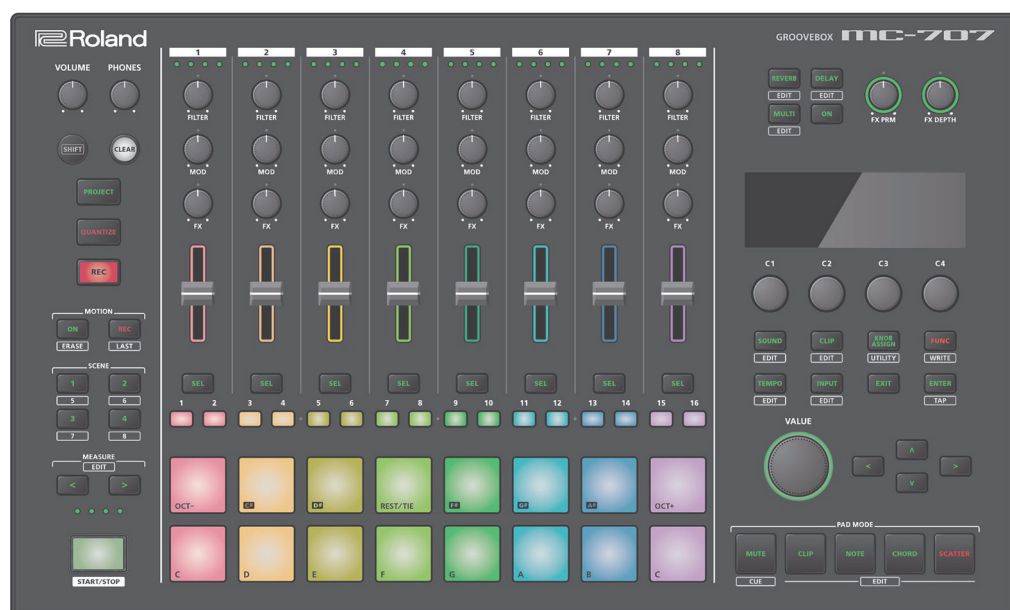 Roland
GROOVEBOX MC-707
VOLUME PHONES
SHIFT CLEAR
PROJECT
QUANTIZE
REC
MOTION
ON REC
ERASE LAST
SCENE
1 2
5 6
3 4
7 8
MEASURE
EDIT
< >
START/STOP
1 2 3 4 5 6 7 8
FILTER FILTER FILTER FILTER FILTER FILTER FILTER FILTER
MOD MOD MOD MOD MOD MOD MOD MOD
FX FX FX FX FX FX FX FX
SEL SEL SEL SEL SEL SEL SEL SEL
1 2 3 4 5 6 7 8 9 10 11 12 13 14 15 16
OCT- C# D# REST/TIE F# G# A# OCT+
C D E F G A B C
REVERB DELAY
EDIT EDIT
MULTI ON
EDIT
FX PRM FX DEPTH
C1 C2 C3 C4
SOUND CLIP KNOB ASSIGN FUNC
EDIT EDIT UTILITY WRITE
TEMPO INPUT EXIT ENTER
EDIT EDIT TAP
VALUE
PAD MODE
MUTE CLIP NOTE CHORD SCATTER
CUE EDIT